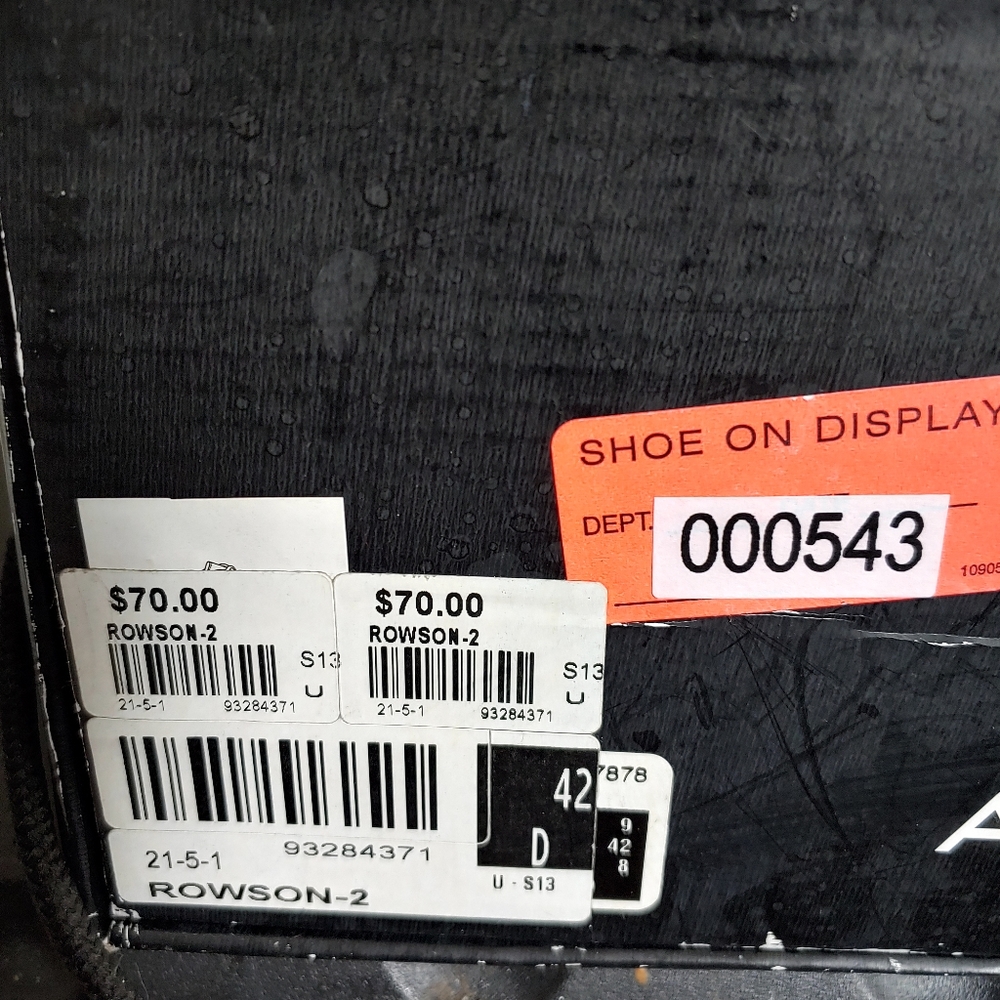 SHOE ON DISPLAY
DEPT.
000543
10905
$70.00
ROWSON-2
S13
U
21-5-1 93284371
$70.00
ROWSON-2
S13
U
21-5-1 93284371
42
D
U - S13
21-5-1 93284371
ROWSON-2
7878
9
42
8
A